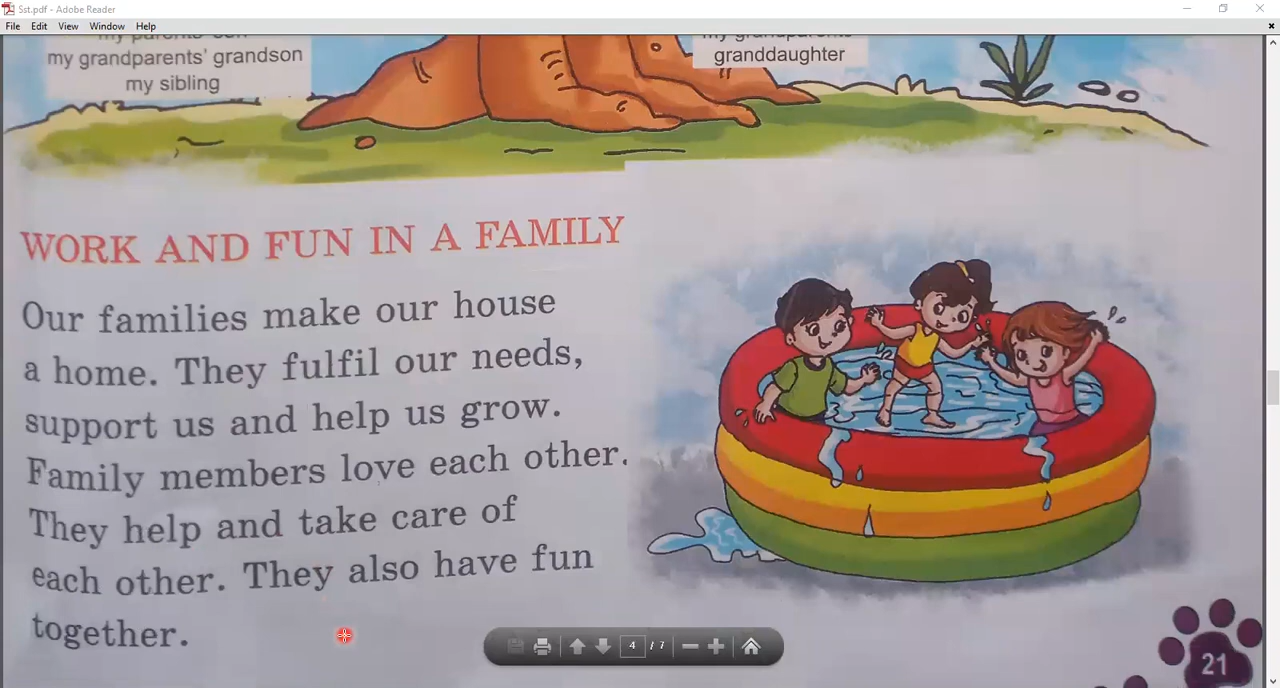 Sst.pdf - Adobe Reader
File Edit View Window Help
my grandparents' grandson
my sibling
granddaughter
WORK AND FUN IN A FAMILY
Our families make our house
a home. They fulfil our needs,
support us and help us grow.
Family members love each other.
They help and take care of
each other. They also have fun
together.
4 / 7
21